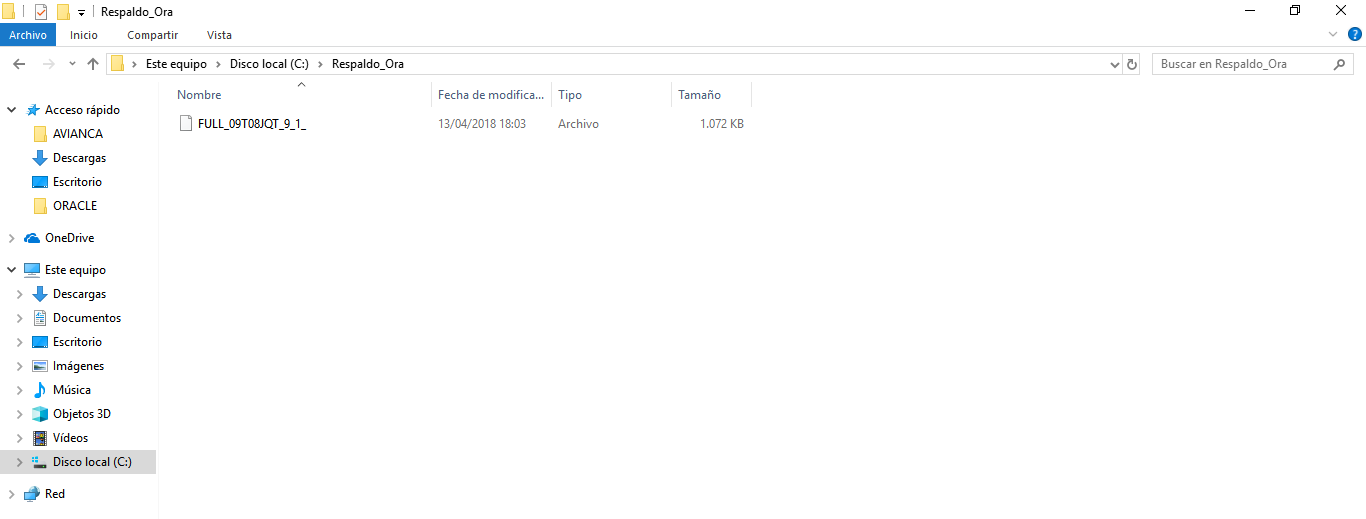 Respaldo_Ora
Archivo Inicio Compartir Vista
Este equipo Disco local (C:) Respaldo_Ora Buscar en Respaldo_Ora
Nombre Fecha de modifica... Tipo Tamaño
FULL_09T08JQT_9_1_ 13/04/2018 18:03 Archivo 1.072 KB
Acceso rápido
AVIANCA
Descargas
Escritorio
ORACLE
OneDrive
Este equipo
Descargas
Documentos
Escritorio
Imágenes
Música
Objetos 3D
Vídeos
Disco local (C:)
Red